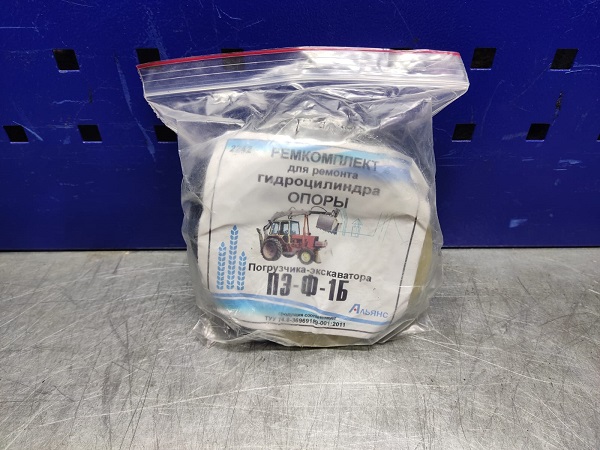 РЕМКОМПЛЕКТ
для ремонта
гидроцилиндра
ОПОРЫ
Погрузчика-экскаватора
ПЭ-Ф-1Б
Альянс